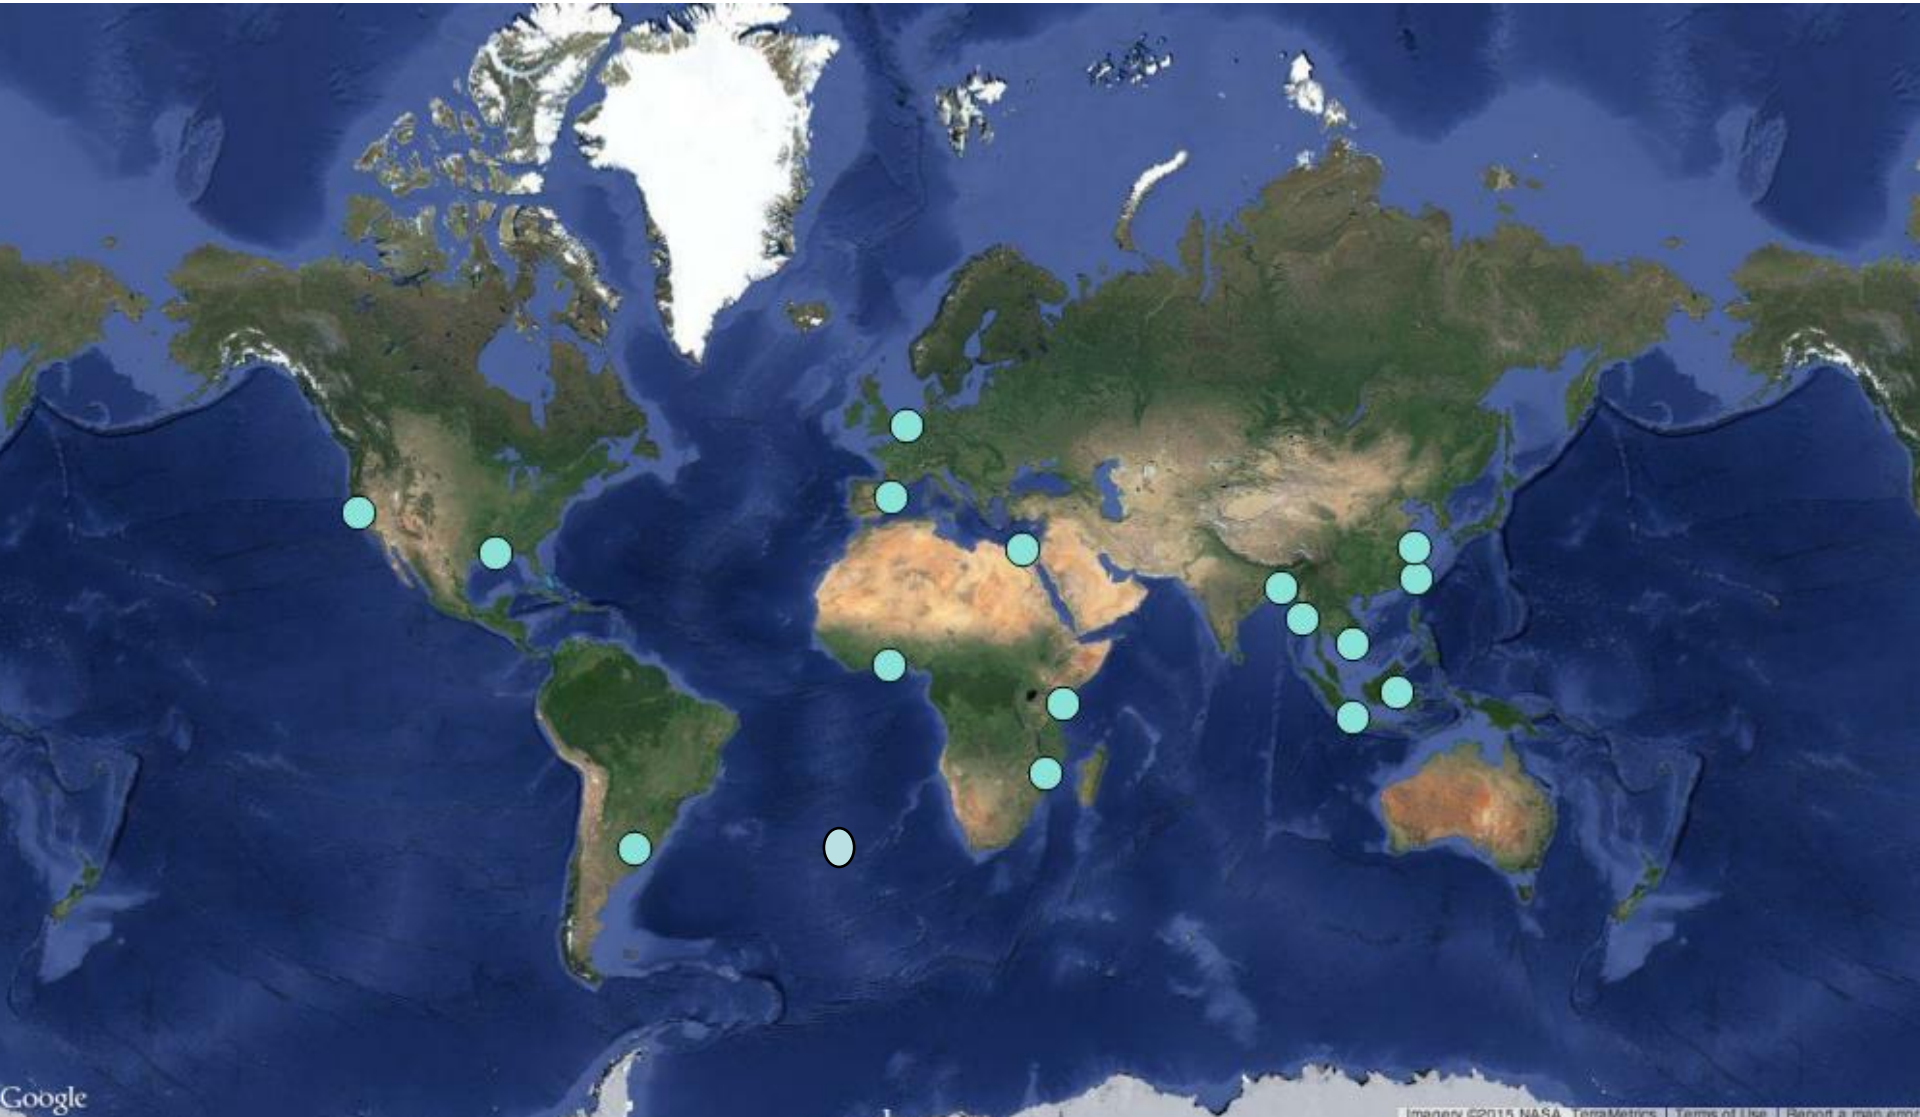 Google
Imagery ©2015 NASA, TerraMetrics | Terms of Use | Report a map error